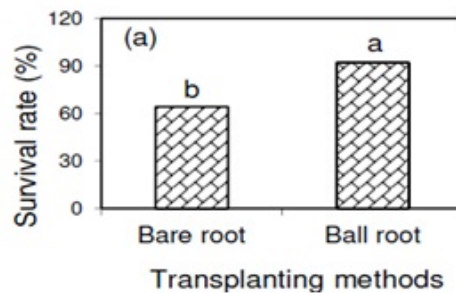 120
(a)
a
90
b
60
30
0
Survival rate (%)
Bare root Ball root
Transplanting methods